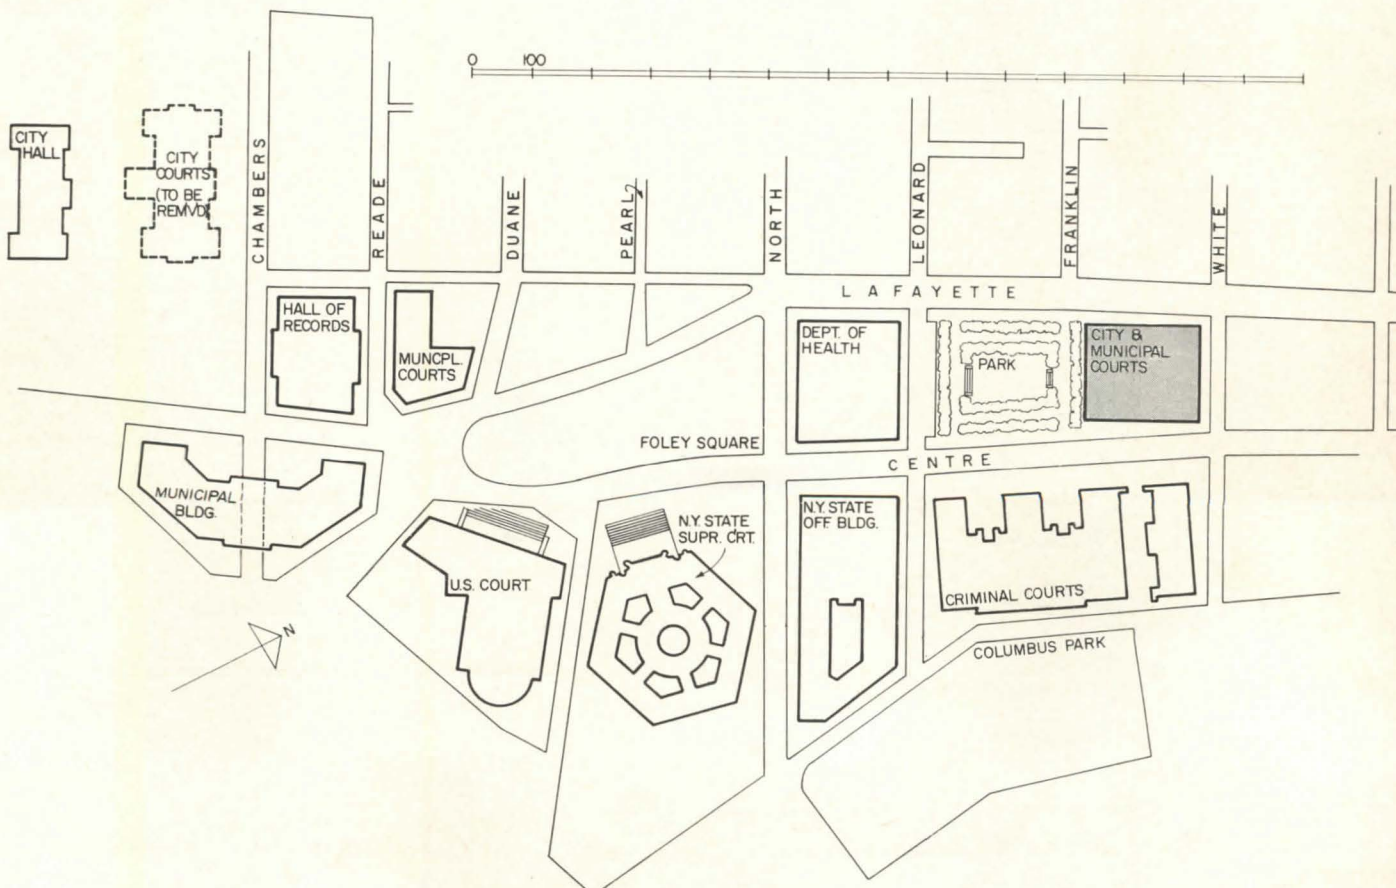 0 100
CITY
HALL
CITY
COURTS
(TO BE
REMVD)
CHAMBERS
READE
DUANE
PEARL
NORTH
LEONARD
FRANKLIN
WHITE
LAFAYETTE
HALL OF
RECORDS
MUNCPL.
COURTS
DEPT. OF
HEALTH
PARK
CITY &
MUNICIPAL
COURTS
FOLEY SQUARE
CENTRE
MUNICIPAL
BLDG.
U.S. COURT
N.Y. STATE
SUPR. CRT.
N.Y. STATE
OFF BLDG.
CRIMINAL COURTS
COLUMBUS PARK
N